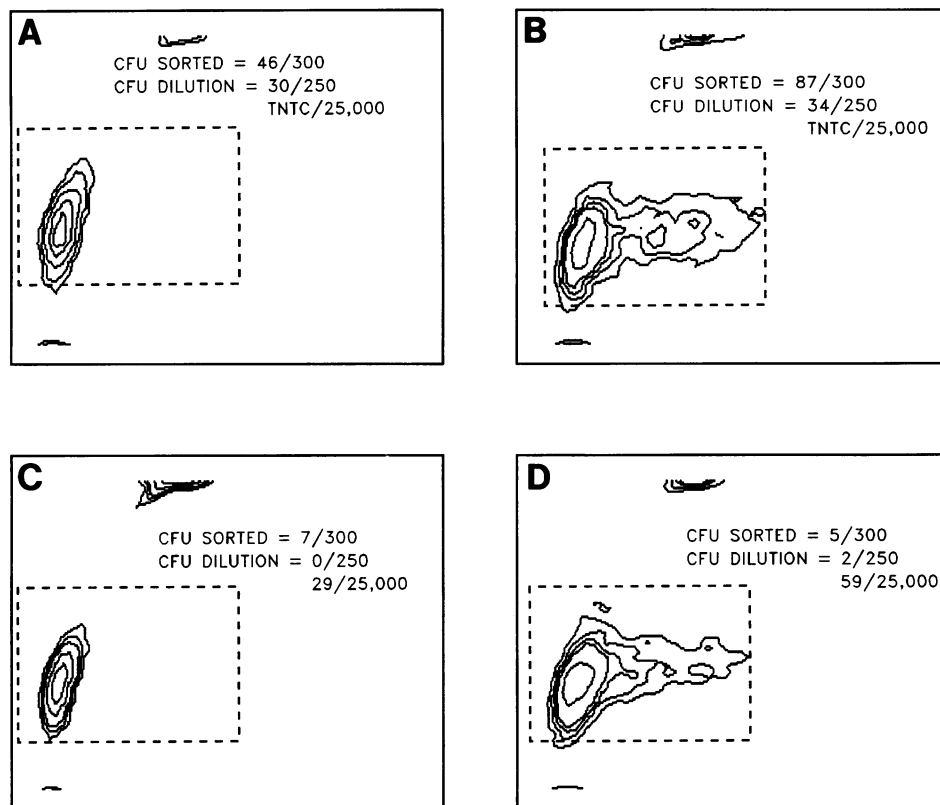 A
CFU SORTED = 46/300
CFU DILUTION = 30/250
TNTC/25,000
B
CFU SORTED = 87/300
CFU DILUTION = 34/250
TNTC/25,000
C
CFU SORTED = 7/300
CFU DILUTION = 0/250
29/25,000
D
CFU SORTED = 5/300
CFU DILUTION = 2/250
59/25,000